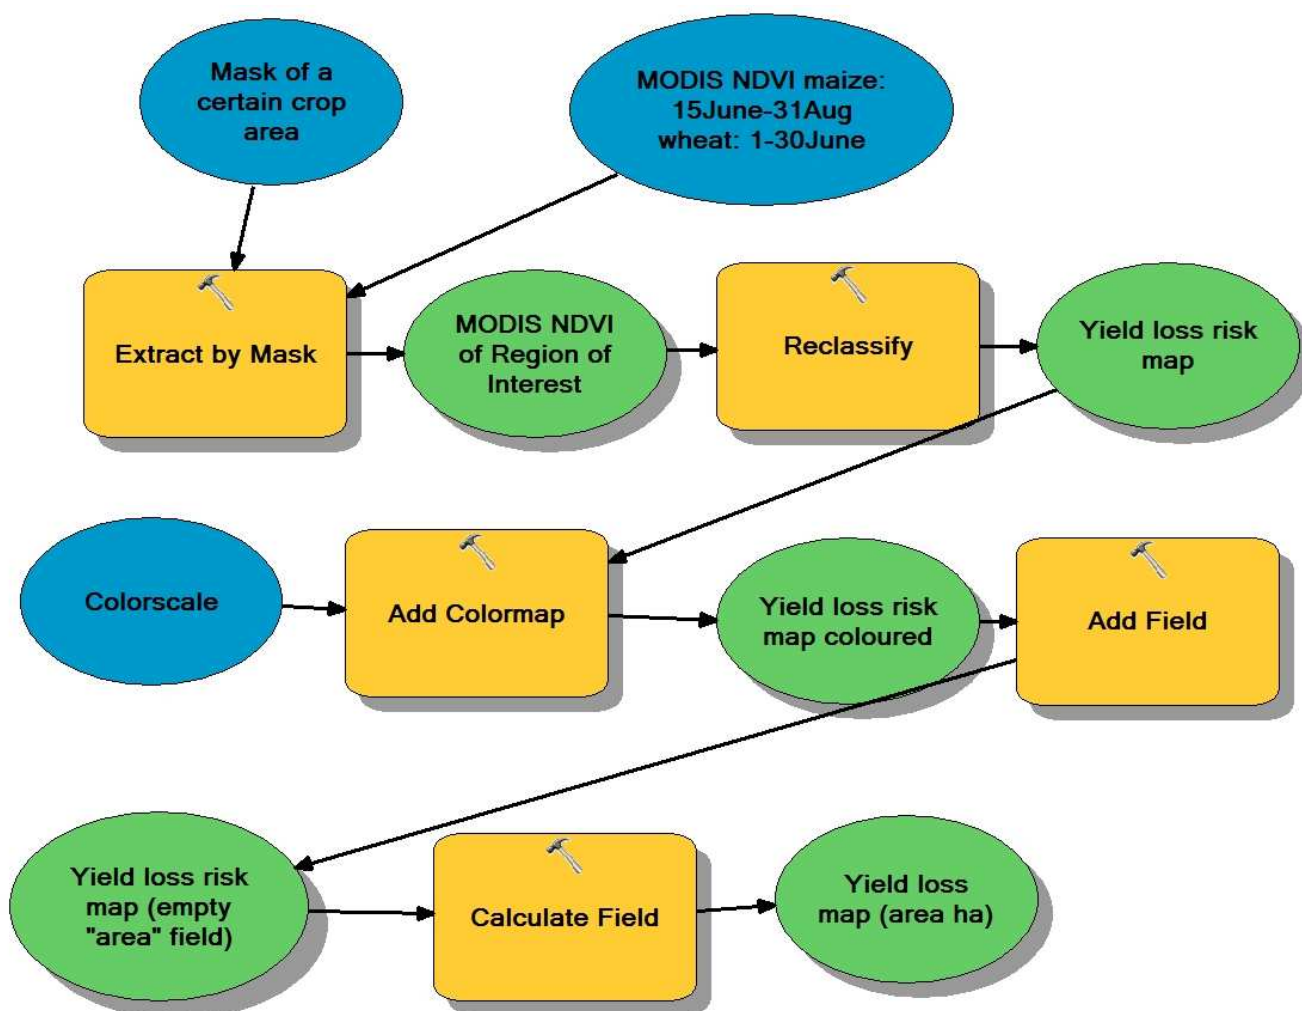 Mask of a
certain crop
area
MODIS NDVI maize:
15June-31Aug
wheat: 1-30June
Extract by Mask
MODIS NDVI
of Region of
Interest
Reclassify
Yield loss risk
map
Colorscale
Add Colormap
Yield loss risk
map coloured
Add Field
Yield loss risk
map (empty
"area" field)
Calculate Field
Yield loss
map (area ha)